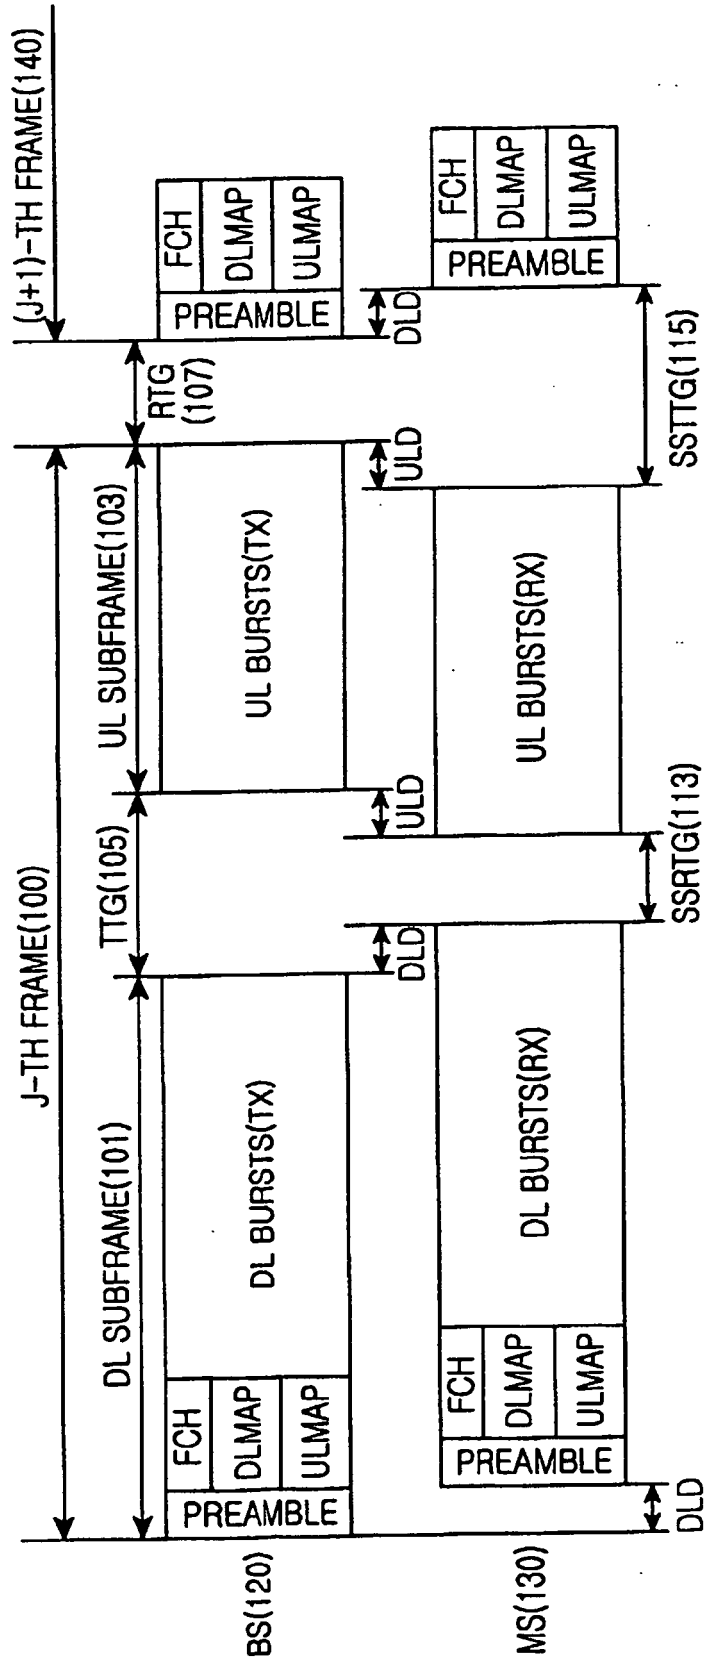 J-TH FRAME(100)
(J+1)-TH FRAME(140)
DL SUBFRAME(101)
TTG(105)
UL SUBFRAME(103)
RTG
(107)
BS(120)
PREAMBLE
FCH
DLMAP
ULMAP
DL BURSTS(TX)
UL BURSTS(TX)
PREAMBLE
FCH
DLMAP
ULMAP
DLD
ULD
ULD
DLD
MS(130)
PREAMBLE
FCH
DLMAP
ULMAP
DL BURSTS(RX)
UL BURSTS(RX)
PREAMBLE
FCH
DLMAP
ULMAP
DLD
SSRTG(113)
SSTTG(115)